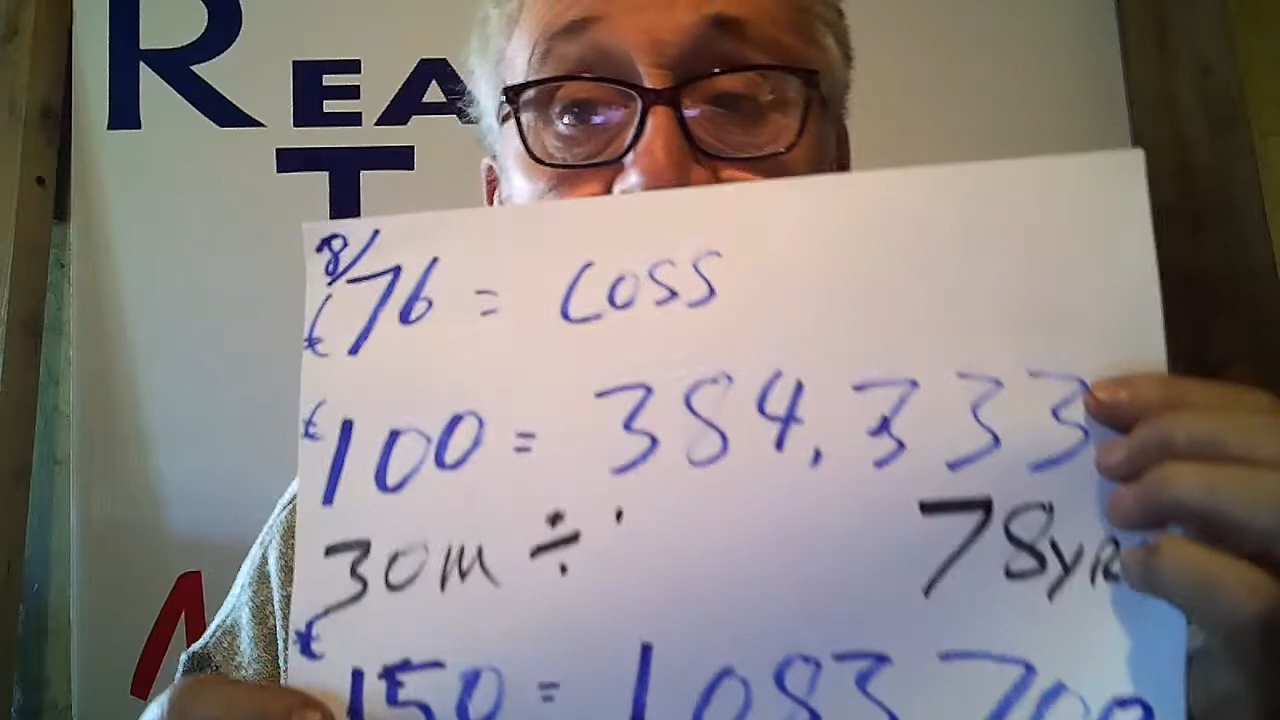 REA
T
8/
€76 = LOSS
€100 = 384,333
30m ÷ 78yr
€150 = 1083700